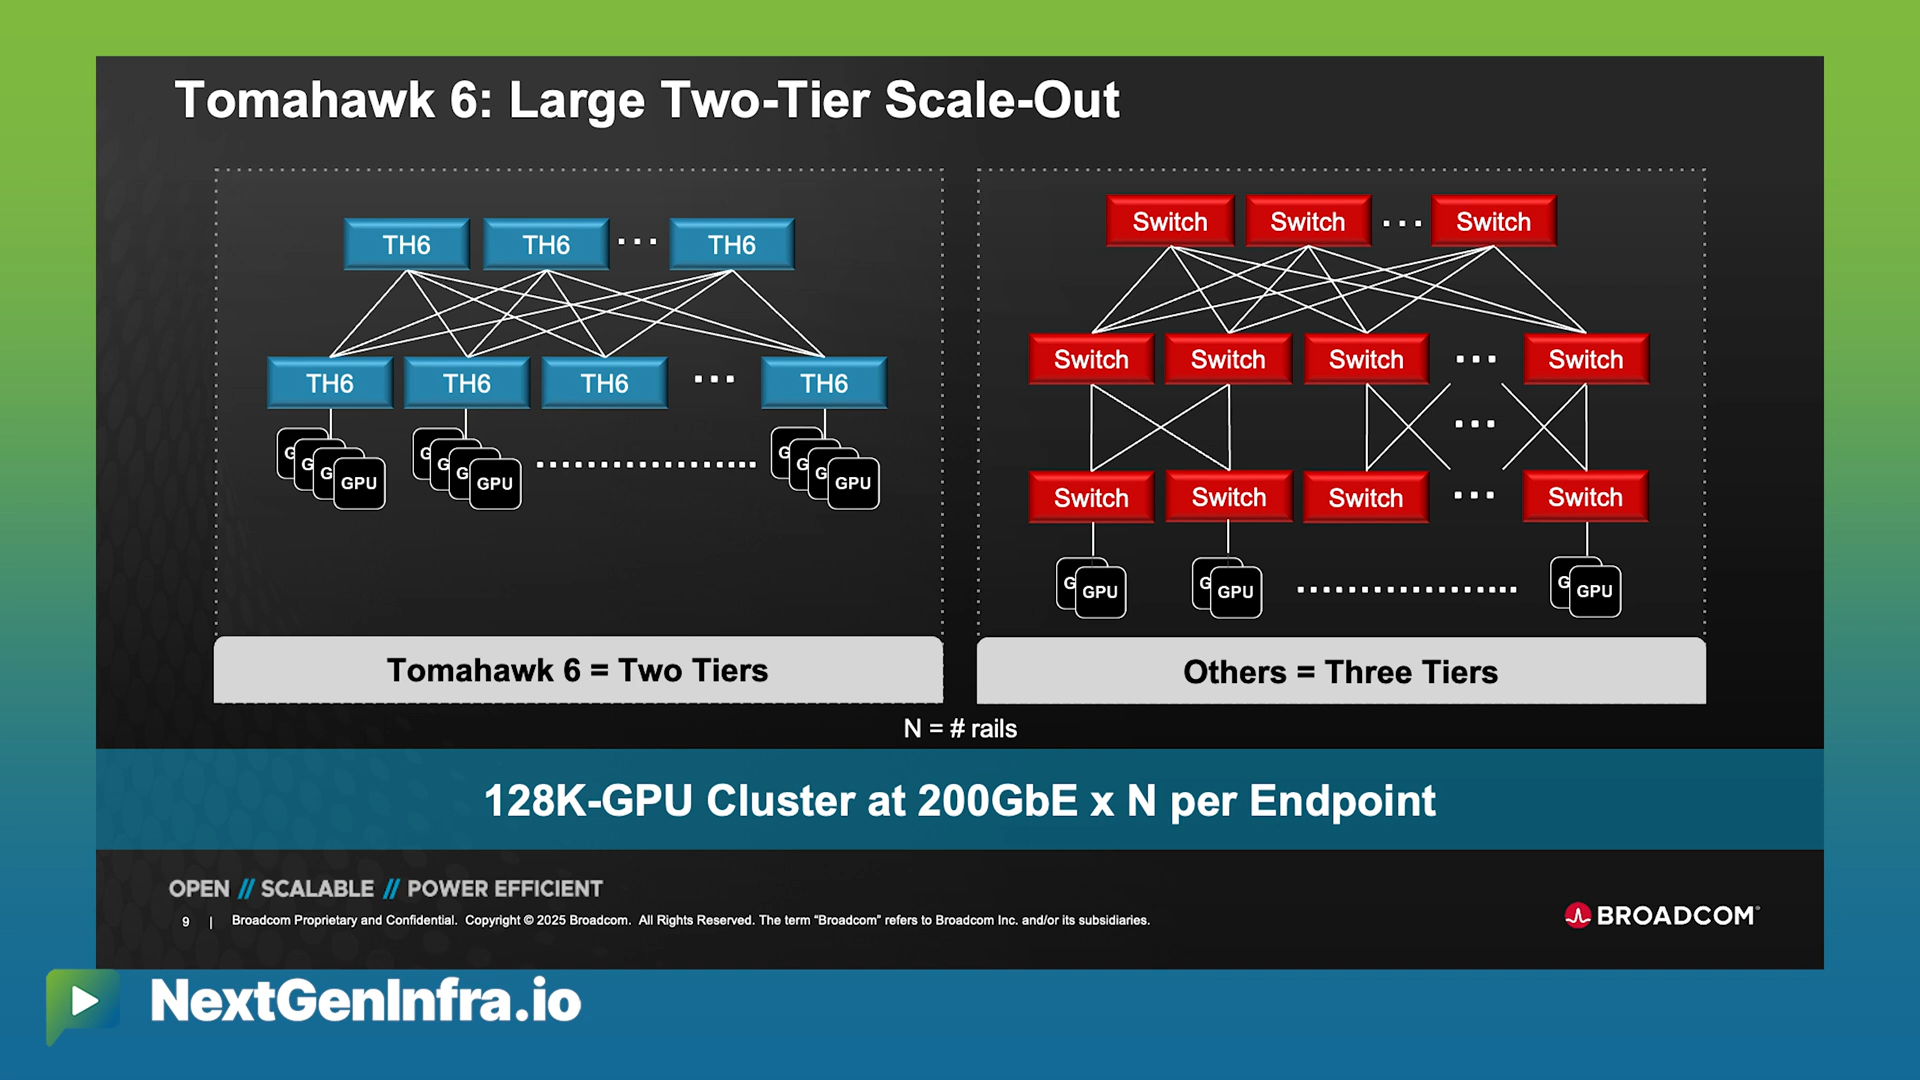 Tomahawk 6: Large Two-Tier Scale-Out
TH6 TH6 ... TH6
TH6 TH6 TH6 ... TH6
G G G GPU G G G GPU G G G GPU
Tomahawk 6 = Two Tiers
Switch Switch ... Switch
Switch Switch Switch ... Switch
...
Switch Switch Switch ... Switch
G GPU G GPU G GPU
Others = Three Tiers
N = # rails
128K-GPU Cluster at 200GbE x N per Endpoint
OPEN // SCALABLE // POWER EFFICIENT
9 | Broadcom Proprietary and Confidential. Copyright © 2025 Broadcom. All Rights Reserved. The term “Broadcom” refers to Broadcom Inc. and/or its subsidiaries.
BROADCOM®
NextGenInfra.io